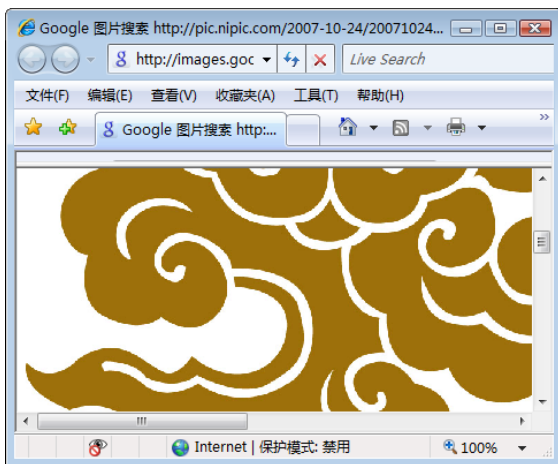 Google 图片搜索 http://pic.nipic.com/2007-10-24/20071024...
http://images.goc
Live Search
文件(F) 编辑(E) 查看(V) 收藏夹(A) 工具(T) 帮助(H)
Google 图片搜索 http:...
Internet | 保护模式: 禁用
100%